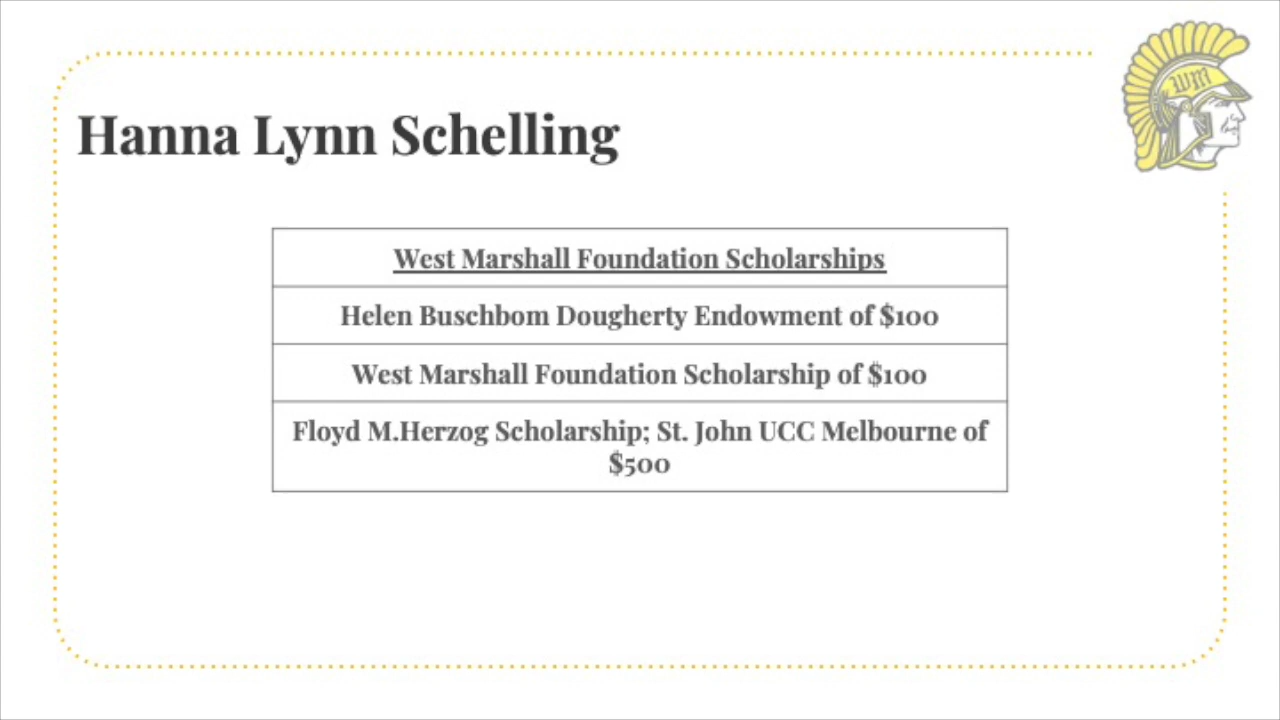 WM
Hanna Lynn Schelling
West Marshall Foundation Scholarships
Helen Buschbom Dougherty Endowment of $100
West Marshall Foundation Scholarship of $100
Floyd M.Herzog Scholarship; St. John UCC Melbourne of
$500